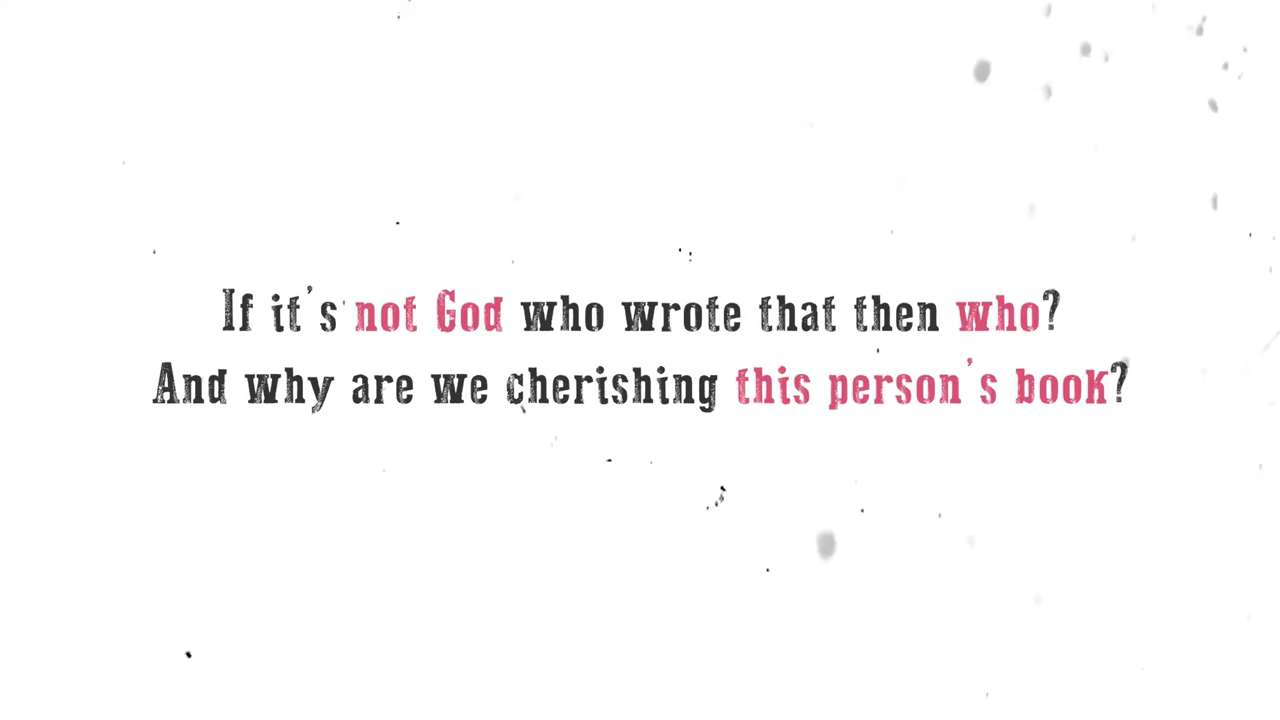 If it's not God who wrote that then who?
And why are we cherishing this person's book?